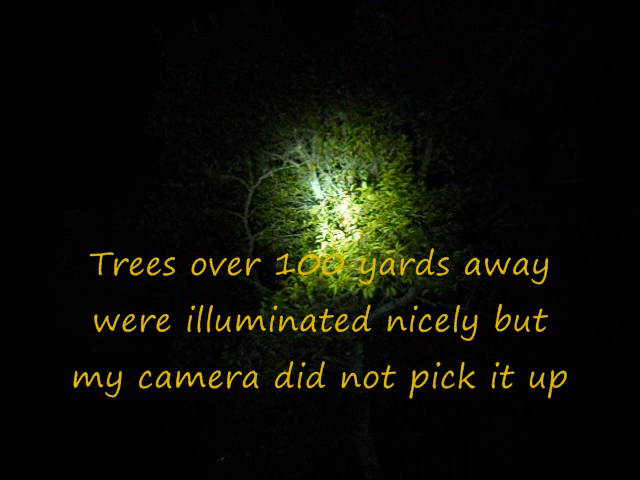 Trees over 100 yards away
were illuminated nicely but
my camera did not pick it up